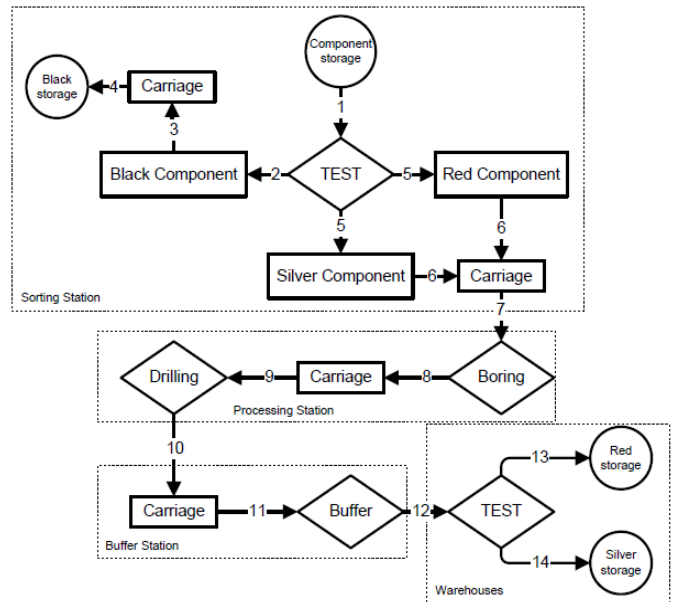 Component
storage
Black
storage
4
Carriage
1
3
Black Component
2
TEST
5
Red Component
5
6
Silver Component
6
Carriage
Sorting Station
7
Drilling
9
Carriage
8
Boring
Processing Station
10
Carriage
11
Buffer
12
TEST
13
Red
storage
14
Silver
storage
Buffer Station
Warehouses